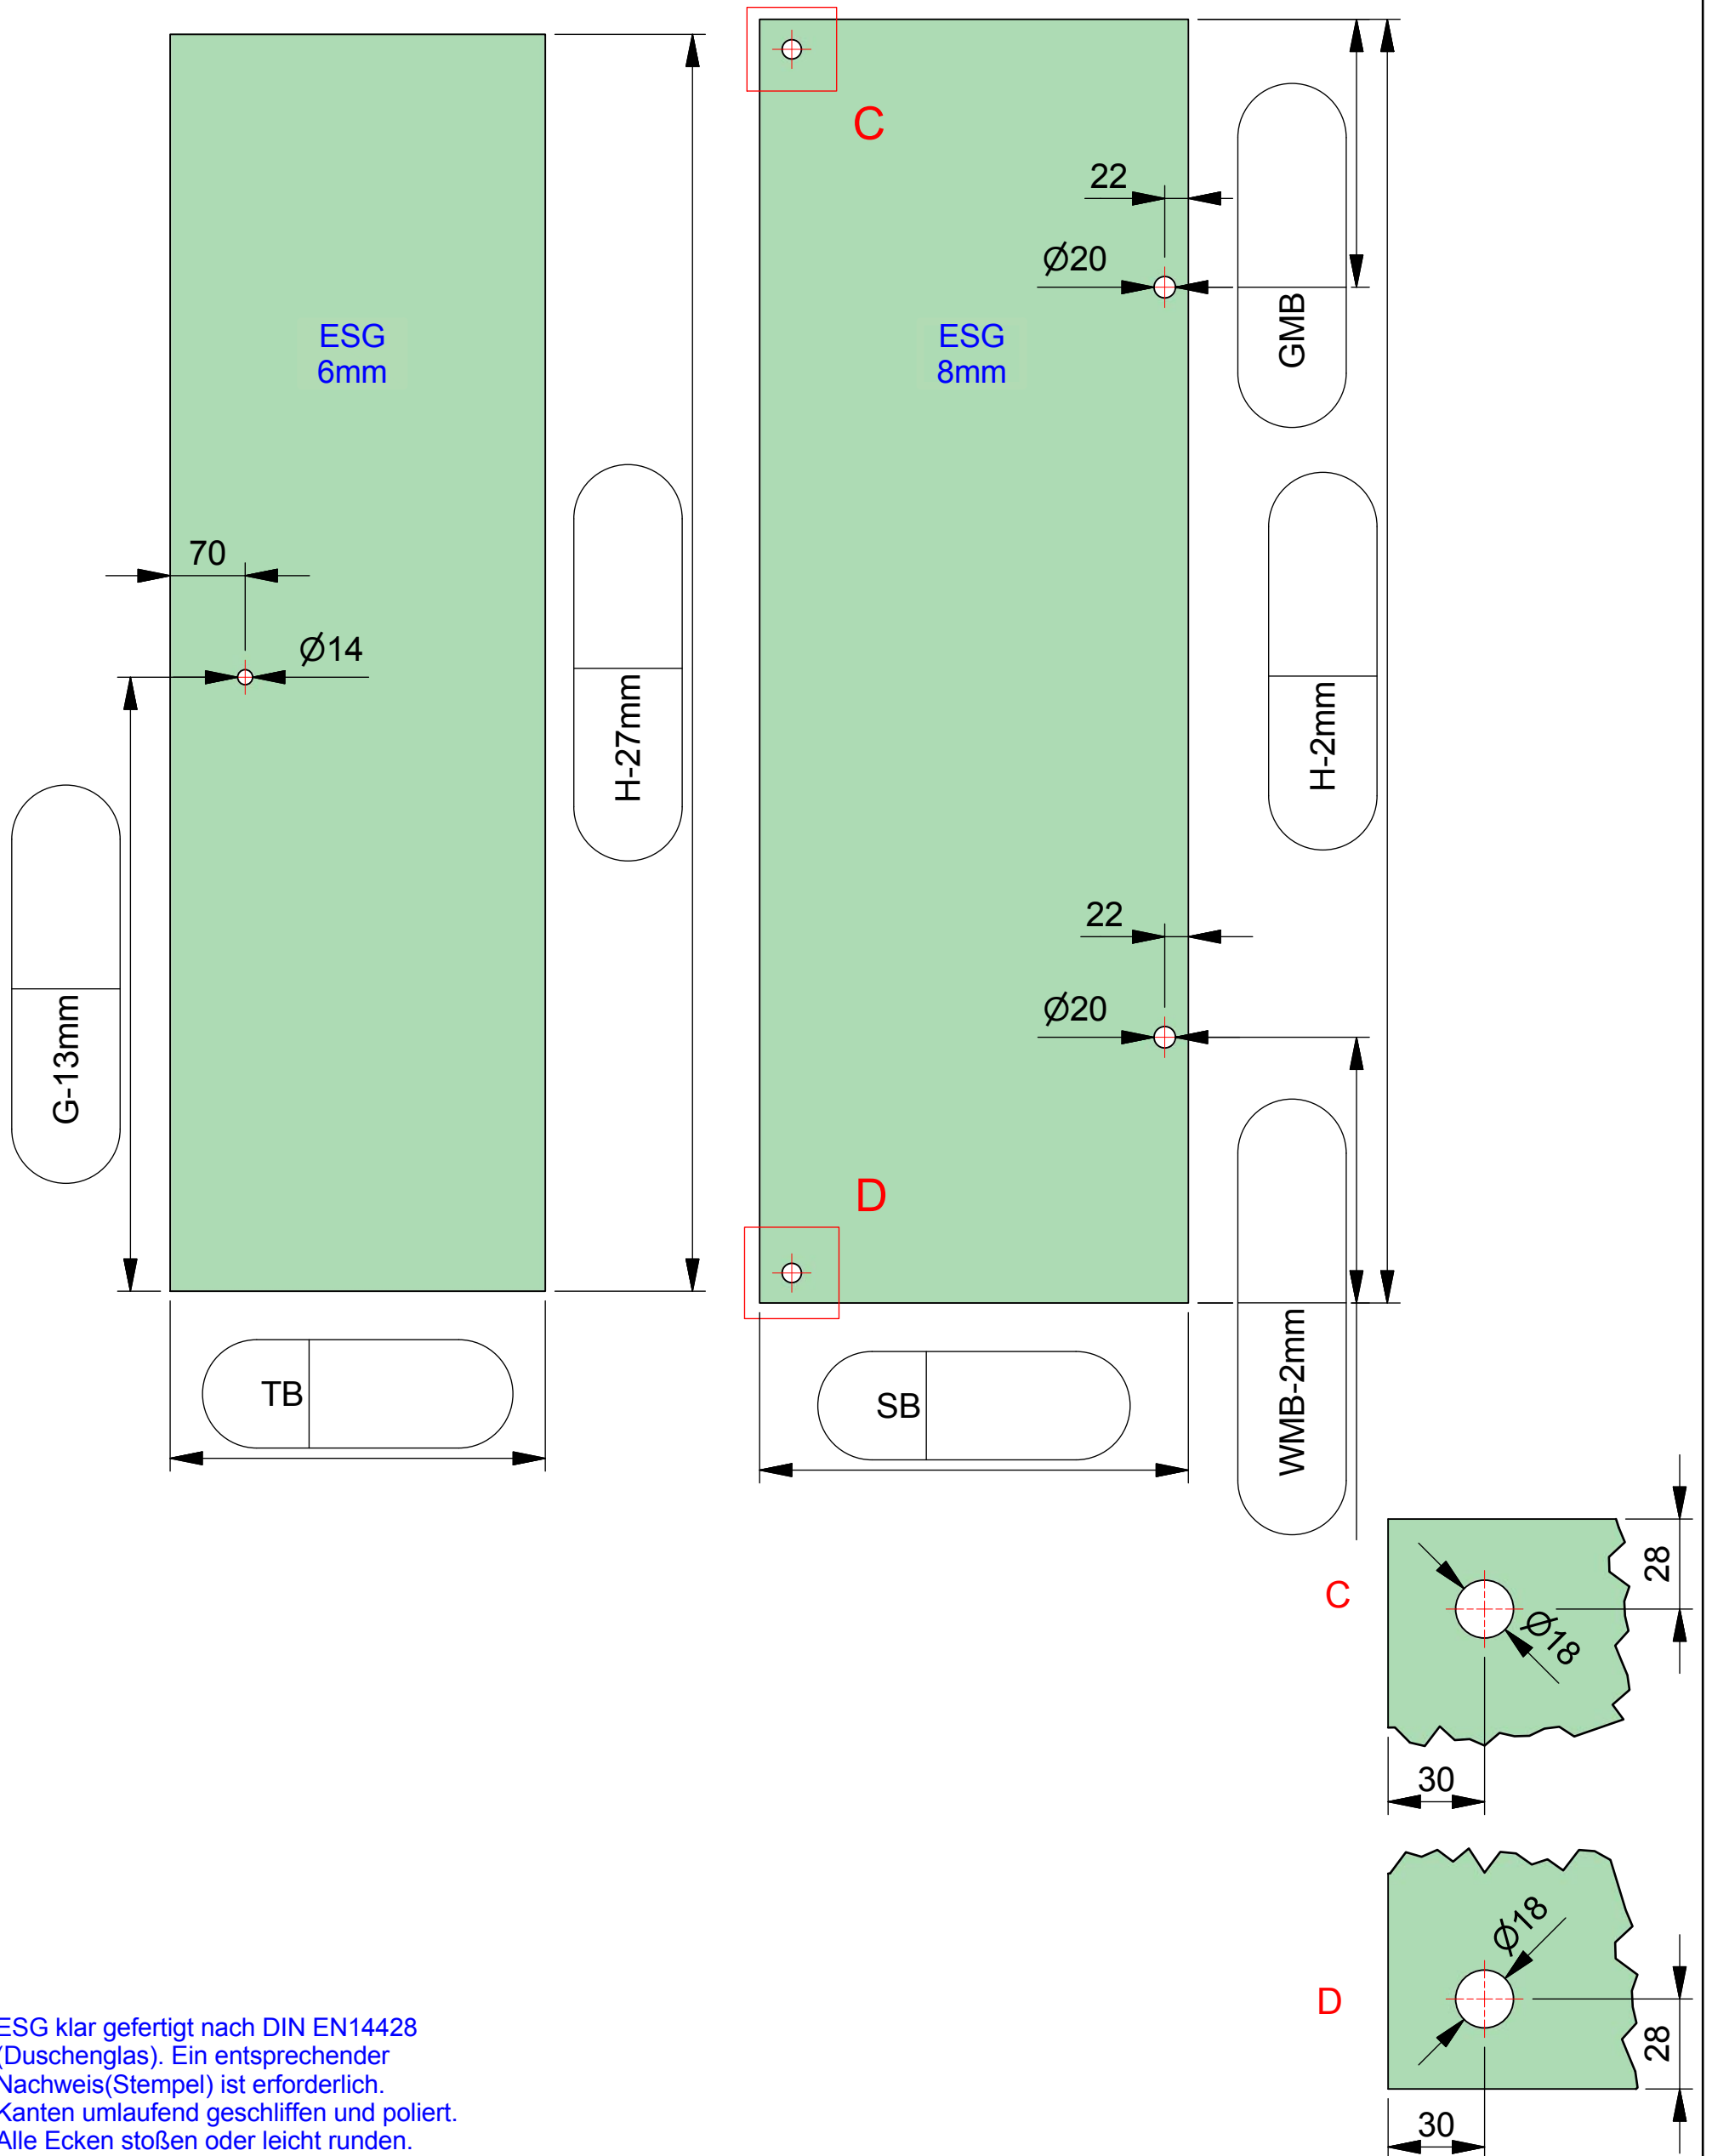 C
22
Ø20
GMB
ESG
6mm
ESG
8mm
70
Ø14
H-27mm
H-2mm
22
Ø20
G-13mm
D
TB
SB
WMB-2mm
C
28
Ø18
30
D
Ø18
28
30
ESG klar gefertigt nach DIN EN14428
(Duschenglas). Ein entsprechender
Nachweis(Stempel) ist erforderlich.
Kanten umlaufend geschliffen und poliert.
Alle Ecken stoßen oder leicht runden.